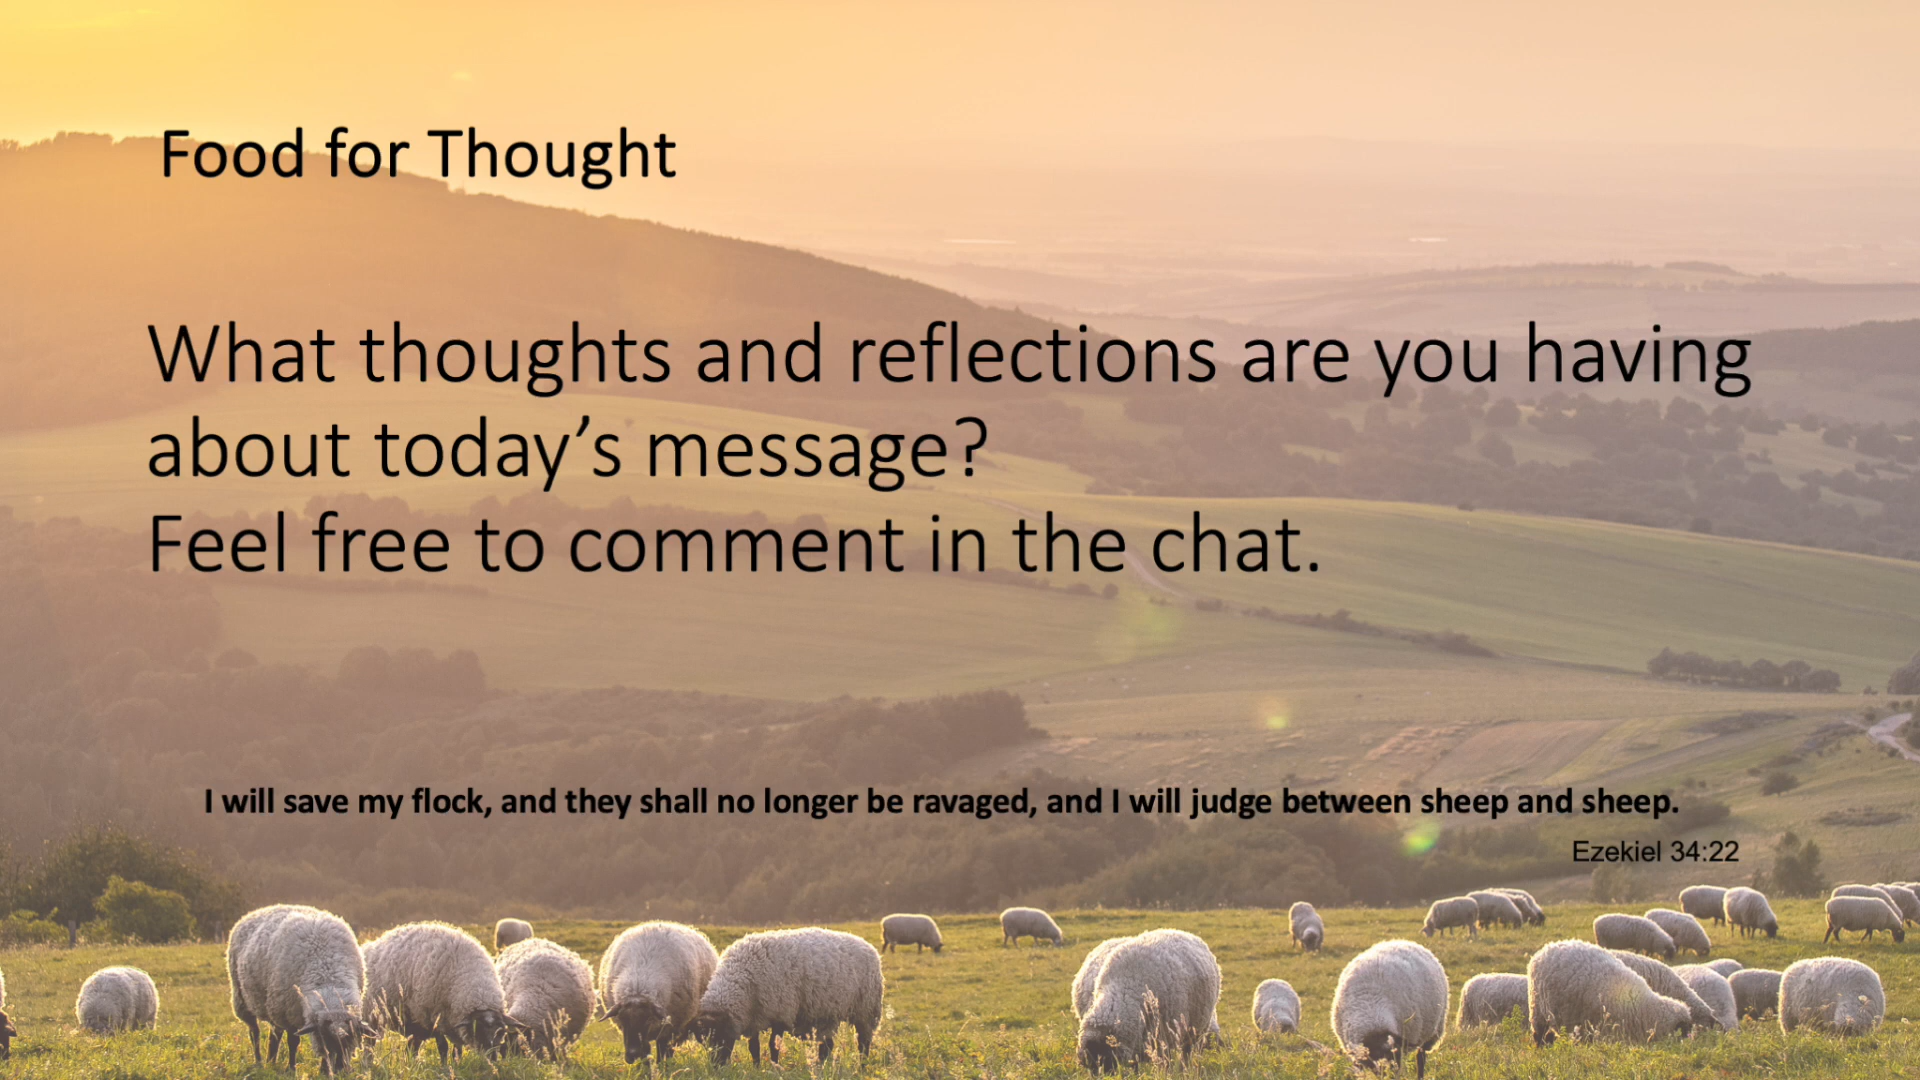 Food for Thought
What thoughts and reflections are you having
about today’s message?
Feel free to comment in the chat.
I will save my flock, and they shall no longer be ravaged, and I will judge between sheep and sheep.
Ezekiel 34:22